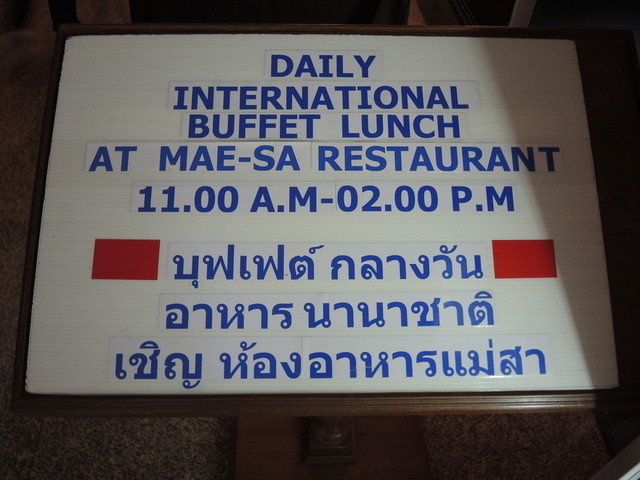 DAILY
INTERNATIONAL
BUFFET LUNCH
AT MAE-SA RESTAURANT
11.00 A.M-02.00 P.M
บุฟเฟต์ กลางวัน
อาหาร นานาชาติ
เชิญ ห้องอาหารแม่สา